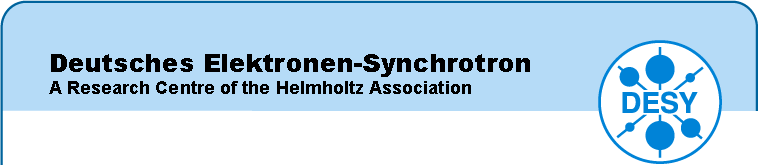 Deutsches Elektronen-Synchrotron
A Research Centre of the Helmholtz Association
DESY